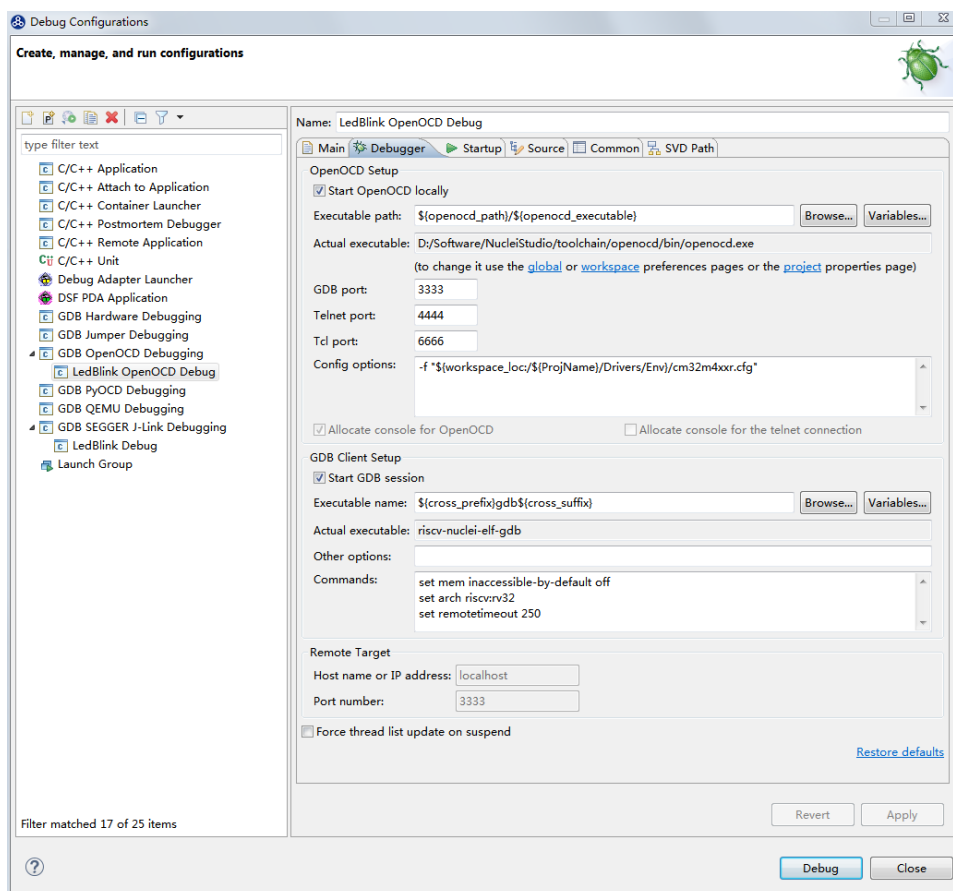 Debug Configurations
Create, manage, and run configurations
type filter text
C/C++ Application
C/C++ Attach to Application
C/C++ Container Launcher
C/C++ Postmortem Debugger
C/C++ Remote Application
C/C++ Unit
Debug Adapter Launcher
DSF PDA Application
GDB Hardware Debugging
GDB Jumper Debugging
GDB OpenOCD Debugging
LedBlink OpenOCD Debug
GDB PyOCD Debugging
GDB QEMU Debugging
GDB SEGGER J-Link Debugging
LedBlink Debug
Launch Group
Filter matched 17 of 25 items
Name: LedBlink OpenOCD Debug
Main Debugger Startup Source Common SVD Path
OpenOCD Setup
Start OpenOCD locally
Executable path: ${openocd_path}/${openocd_executable} Browse... Variables...
Actual executable: D:/Software/NucleiStudio/toolchain/openocd/bin/openocd.exe
(to change it use the global or workspace preferences pages or the project properties page)
GDB port: 3333
Telnet port: 4444
Tcl port: 6666
Config options: -f "${workspace_loc:/${ProjName}/Drivers/Env}/cm32m4xxr.cfg"
Allocate console for OpenOCD Allocate console for the telnet connection
GDB Client Setup
Start GDB session
Executable name: ${cross_prefix}gdb${cross_suffix} Browse... Variables...
Actual executable: riscv-nuclei-elf-gdb
Other options:
Commands: set mem inaccessible-by-default off
set arch riscv:rv32
set remotetimeout 250
Remote Target
Host name or IP address: localhost
Port number: 3333
Force thread list update on suspend
Restore defaults
Revert Apply
Debug Close